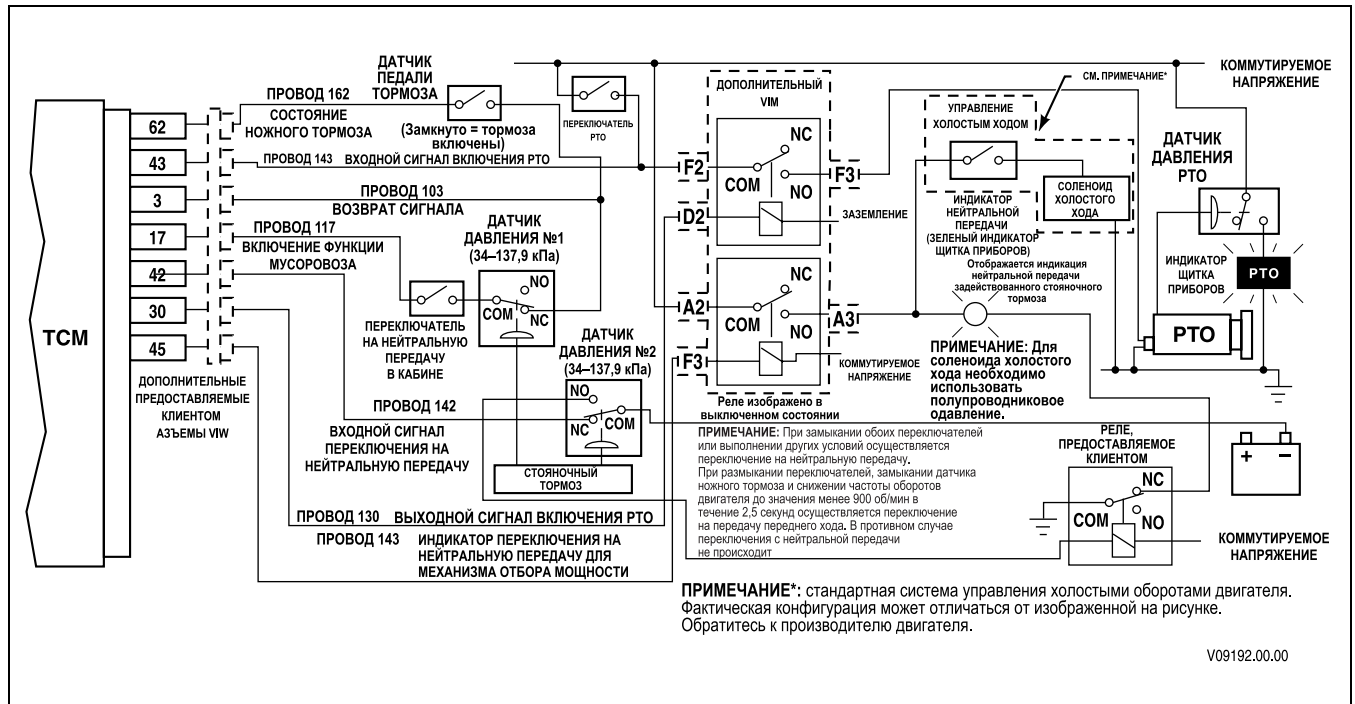 КОММУТИРУЕМОЕ
НАПРЯЖЕНИЕ
ДАТЧИК
ПЕДАЛИ
ТОРМОЗА
ПРОВОД 162
СОСТОЯНИЕ
НОЖНОГО ТОРМОЗА
(Замкнуто = тормоза
включены)
ПЕРЕКЛЮЧАТЕЛЬ
PTO
ДОПОЛНИТЕЛЬНЫЙ
VIM
СМ. ПРИМЕЧАНИЕ*
УПРАВЛЕНИЕ
ХОЛОСТЫМ ХОДОМ
ДАТЧИК
ДАВЛЕНИЯ
PTO
62
43
3
17
42
30
45
TCM
ПРОВОД 143 ВХОДНОЙ СИГНАЛ ВКЛЮЧЕНИЯ PTO
ПРОВОД 103
ВОЗВРАТ СИГНАЛА
ПРОВОД 117
ВКЛЮЧЕНИЕ ФУНКЦИИ
МУСОРОВОЗА
ДАТЧИК
ДАВЛЕНИЯ №1
(34–137,9 кПа)
NO
COM
NC
F2
NC
COM
NO
F3
D2
ЗАЗЕМЛЕНИЕ
СОЛЕНОИД
ХОЛОСТОГО
ХОДА
ИНДИКАТОР
НЕЙТРАЛЬНОЙ
ПЕРЕДАЧИ
(ЗЕЛЕНЫЙ ИНДИКАТОР
ЩИТКА ПРИБОРОВ)
Отображается индикация
нейтральной передачи
задействованного стояночного
тормоза
ИНДИКАТОР
ЩИТКА
ПРИБОРОВ
PTO
PTO
ПЕРЕКЛЮЧАТЕЛЬ
НА НЕЙТРАЛЬНУЮ
ПЕРЕДАЧУ
В КАБИНЕ
ДАТЧИК
ДАВЛЕНИЯ №2
(34–137,9 кПа)
NO
NC
COM
A2
NC
COM
NO
A3
F3
КОММУТИРУЕМОЕ
НАПРЯЖЕНИЕ
ПРИМЕЧАНИЕ: Для
соленоида холостого
хода необходимо
использовать
полупроводниковое
одавление.
ДОПОЛНИТЕЛЬНЫЕ
ПРЕДОСТАВЛЯЕМЫЕ
КЛИЕНТОМ
АЗЪЕМЫ VIW
ПРОВОД 142
ВХОДНОЙ СИГНАЛ
ПЕРЕКЛЮЧЕНИЯ НА
НЕЙТРАЛЬНУЮ ПЕРЕДАЧУ
СТОЯНОЧНЫЙ
ТОРМОЗ
Реле изображено в
выключенном состоянии
ПРИМЕЧАНИЕ: При замыкании обоих переключателей
или выполнении других условий осуществляется
переключение на нейтральную передачу.
При размыкании переключателей, замыкании датчика
ножного тормоза и снижении частоты оборотов
двигателя до значения менее 900 об/мин в
течение 2,5 секунд осуществляется переключение
на передачу переднего хода. В противном случае
переключения с нейтральной передачи
не происходит
РЕЛЕ,
ПРЕДОСТАВЛЯЕМОЕ
КЛИЕНТОМ
NC
COM
NO
+ –
КОММУТИРУЕМОЕ
НАПРЯЖЕНИЕ
ПРОВОД 130 ВЫХОДНОЙ СИГНАЛ ВКЛЮЧЕНИЯ PTO
ПРОВОД 143 ИНДИКАТОР ПЕРЕКЛЮЧЕНИЯ НА
НЕЙТРАЛЬНУЮ ПЕРЕДАЧУ ДЛЯ
МЕХАНИЗМА ОТБОРА МОЩНОСТИ
ПРИМЕЧАНИЕ*: стандартная система управления холостыми оборотами двигателя.
Фактическая конфигурация может отличаться от изображенной на рисунке.
Обратитесь к производителю двигателя.
V09192.00.00